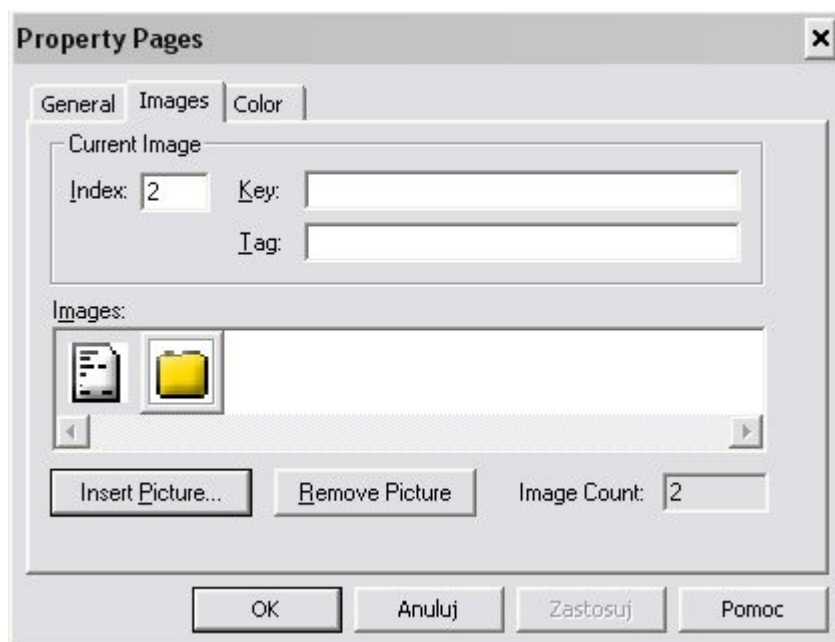 Property Pages
General Images Color
Current Image
Index: 2 Key:
Tag:
Images:
Insert Picture... Remove Picture Image Count: 2
OK Anuluj Zastosuj Pomoc